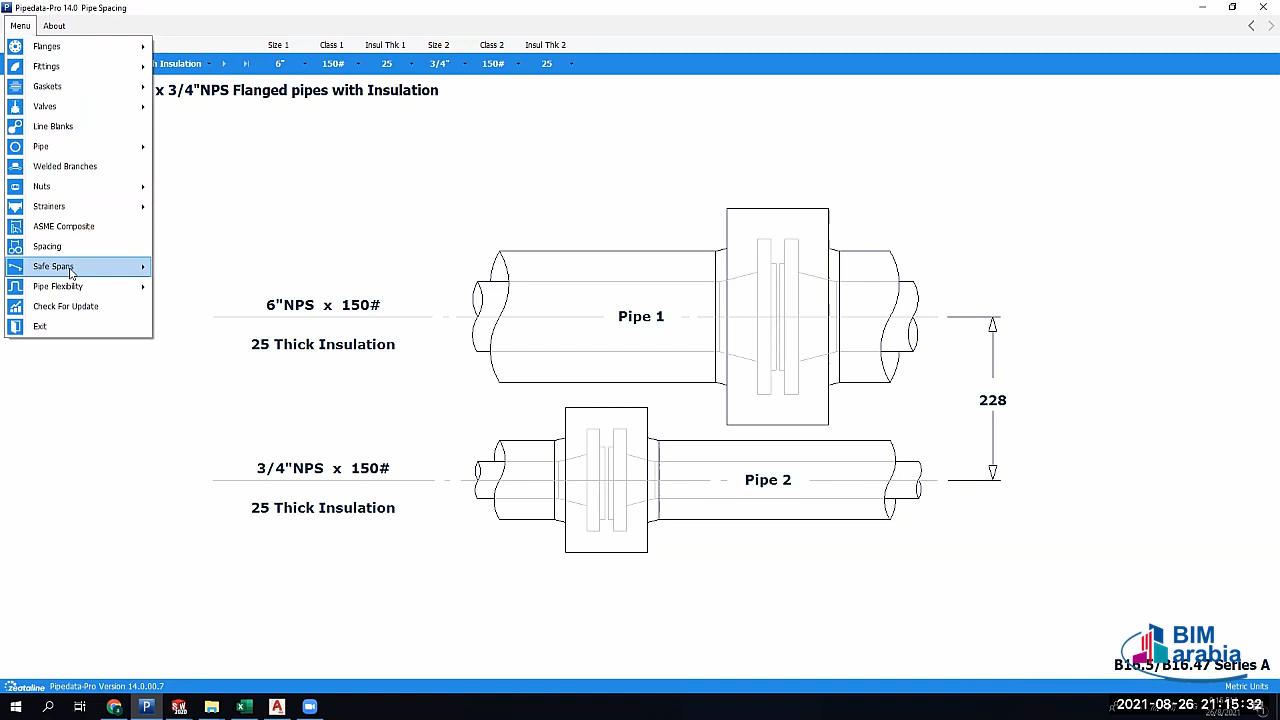 Pipedata-Pro 14.0 Pipe Spacing
Menu About
Size 1 Class 1 Insul Thk 1 Size 2 Class 2 Insul Thk 2
h Insulation 6" 150# 25 3/4" 150# 25
x 3/4"NPS Flanged pipes with Insulation
Flanges
Fittings
Gaskets
Valves
Line Blanks
Pipe
Welded Branches
Nuts
Strainers
ASME Composite
Spacing
Safe Spans
Pipe Flexibility
Check For Update
Exit
6"NPS x 150#
Pipe 1
25 Thick Insulation
228
3/4"NPS x 150#
Pipe 2
25 Thick Insulation
BIM
arabia
B16.5/B16.47 Series A
Zeataline Pipedata-Pro Version 14.0.00.7
Metric Units
2021-08-26 21:15:32